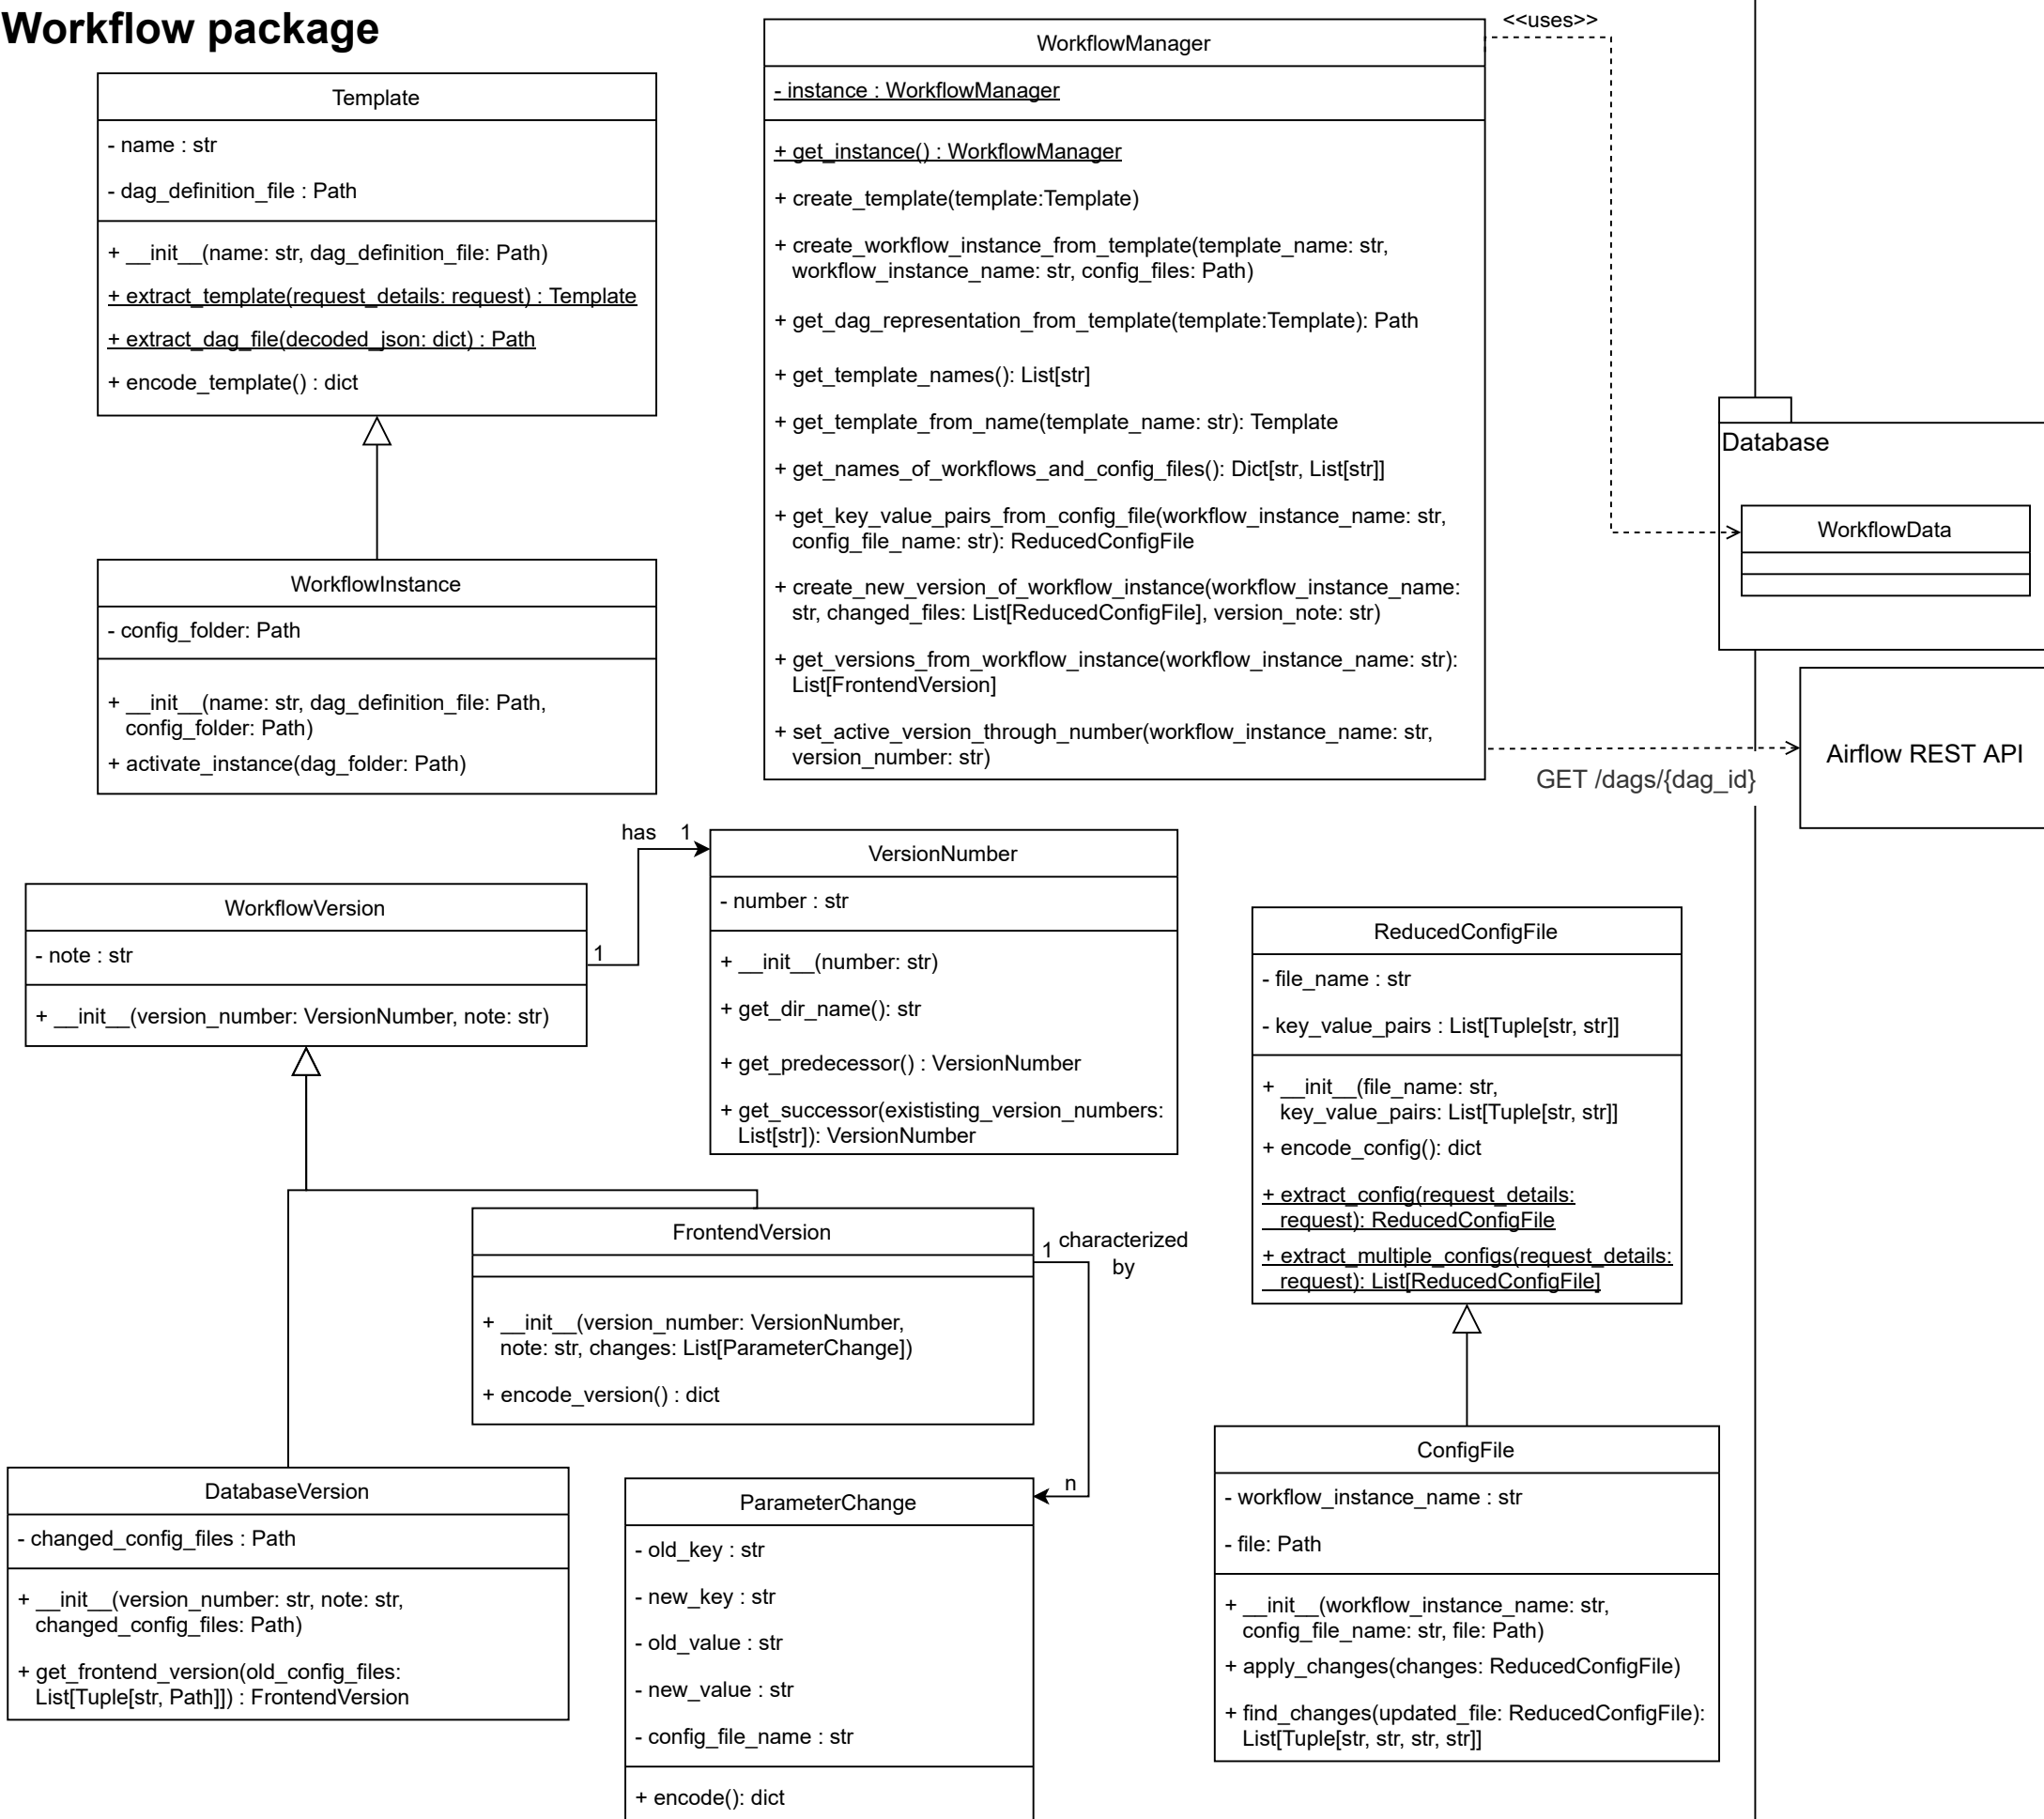 Workflow package
Template
- name : str
- dag_definition_file : Path
+ __init__(name: str, dag_definition_file: Path)
+ extract_template(request_details: request) : Template
+ extract_dag_file(decoded_json: dict) : Path
+ encode_template() : dict
WorkflowInstance
- config_folder: Path
+ __init__(name: str, dag_definition_file: Path,
config_folder: Path)
+ activate_instance(dag_folder: Path)
WorkflowManager
- instance : WorkflowManager
+ get_instance() : WorkflowManager
+ create_template(template:Template)
+ create_workflow_instance_from_template(template_name: str,
workflow_instance_name: str, config_files: Path)
+ get_dag_representation_from_template(template:Template): Path
+ get_template_names(): List[str]
+ get_template_from_name(template_name: str): Template
+ get_names_of_workflows_and_config_files(): Dict[str, List[str]]
+ get_key_value_pairs_from_config_file(workflow_instance_name: str,
config_file_name: str): ReducedConfigFile
+ create_new_version_of_workflow_instance(workflow_instance_name:
str, changed_files: List[ReducedConfigFile], version_note: str)
+ get_versions_from_workflow_instance(workflow_instance_name: str):
List[FrontendVersion]
+ set_active_version_through_number(workflow_instance_name: str,
version_number: str)
<<uses>>
Database
WorkflowData
Airflow REST API
GET /dags/{dag_id}
WorkflowVersion
- note : str
+ __init__(version_number: VersionNumber, note: str)
1
has
1
VersionNumber
- number : str
+ __init__(number: str)
+ get_dir_name(): str
+ get_predecessor() : VersionNumber
+ get_successor(exististing_version_numbers:
List[str]): VersionNumber
ReducedConfigFile
- file_name : str
- key_value_pairs : List[Tuple[str, str]]
+ __init__(file_name: str,
key_value_pairs: List[Tuple[str, str]]
+ encode_config(): dict
+ extract_config(request_details:
request): ReducedConfigFile
+ extract_multiple_configs(request_details:
request): List[ReducedConfigFile]
FrontendVersion
+ __init__(version_number: VersionNumber,
note: str, changes: List[ParameterChange])
+ encode_version() : dict
1
characterized
by
n
DatabaseVersion
- changed_config_files : Path
+ __init__(version_number: str, note: str,
changed_config_files: Path)
+ get_frontend_version(old_config_files:
List[Tuple[str, Path]]) : FrontendVersion
ParameterChange
- old_key : str
- new_key : str
- old_value : str
- new_value : str
- config_file_name : str
+ encode(): dict
ConfigFile
- workflow_instance_name : str
- file: Path
+ __init__(workflow_instance_name: str,
config_file_name: str, file: Path)
+ apply_changes(changes: ReducedConfigFile)
+ find_changes(updated_file: ReducedConfigFile):
List[Tuple[str, str, str, str]]